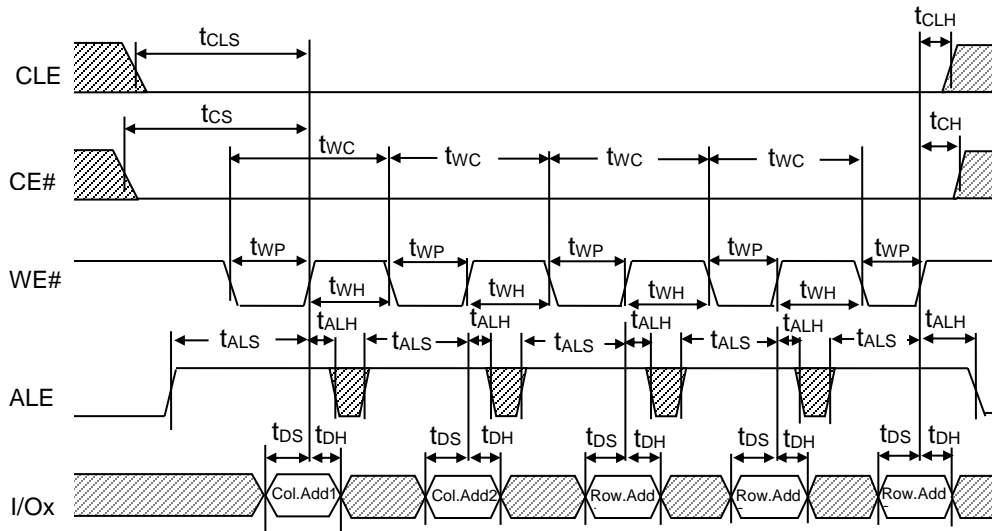 tCLS
tCLH
CLE
tCS
tCH
tWC tWC tWC tWC
CE#
tWP tWP tWP tWP tWP
WE#
tWH tWH tWH tWH
tALS tALH tALS tALH tALS tALH tALS tALH tALS tALH
ALE
tDS tDH tDS tDH tDS tDH tDS tDH tDS tDH
I/Ox
Col.Add1 Col.Add2 Row.Add Row.Add Row.Add